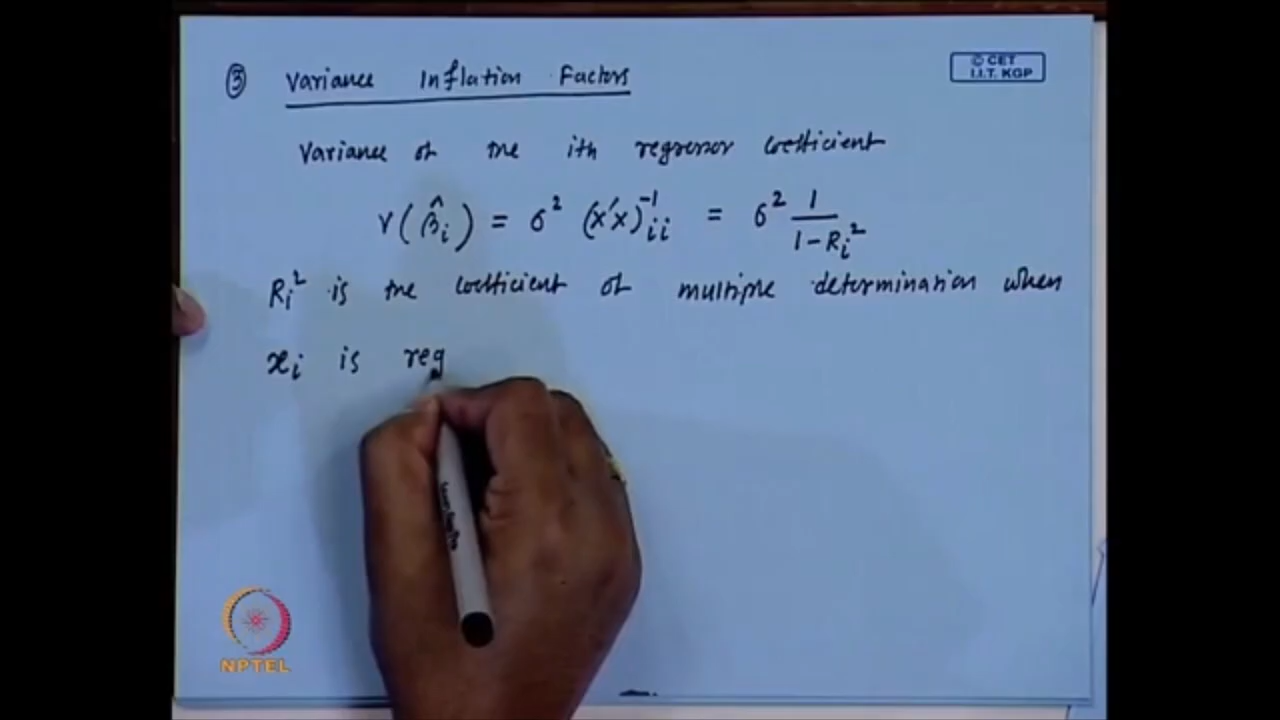 © CET
I.I.T. KGP
③ Variance Inflation Factors
Variance of the ith regressor coefficient
V(β̂ᵢ) = σ² (x'x)⁻¹ᵢᵢ = σ² 1/(1-Rᵢ²)
Rᵢ² is the coefficient of multiple determination when
xᵢ is reg
NPTEL